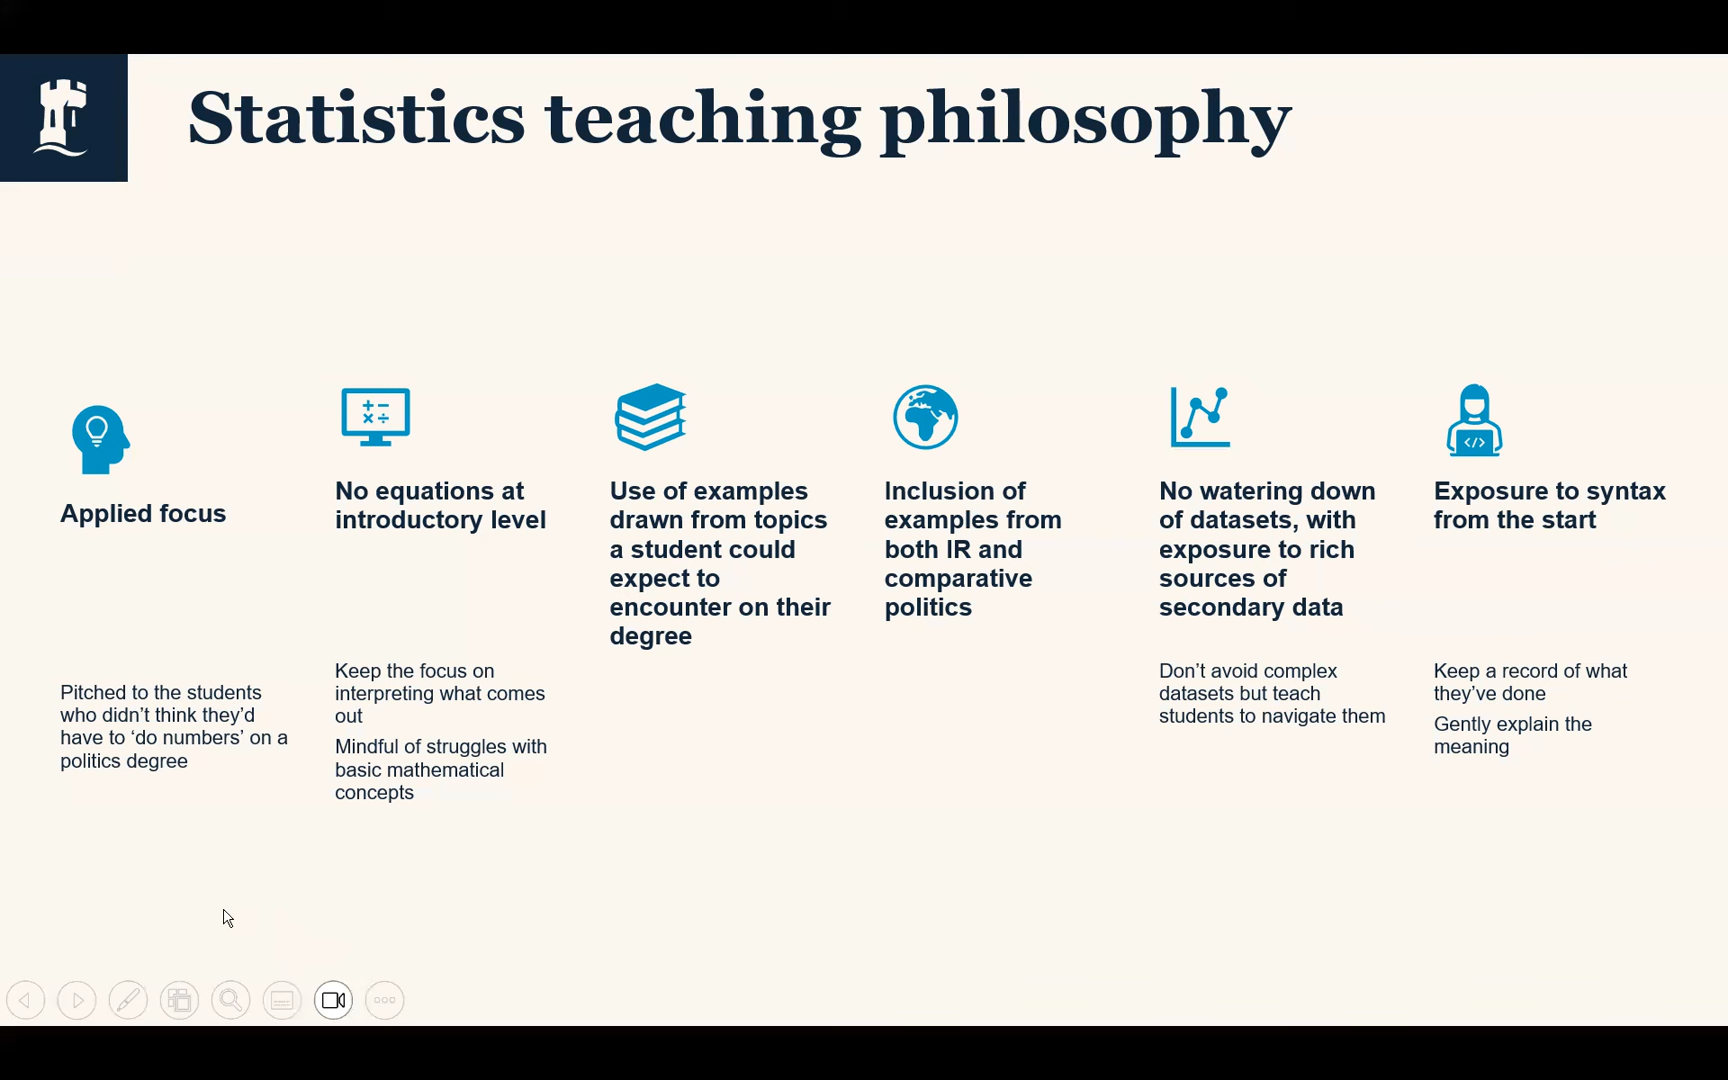 Statistics teaching philosophy
Applied focus
Pitched to the students
who didn’t think they’d
have to ‘do numbers’ on a
politics degree
No equations at
introductory level
Keep the focus on
interpreting what comes
out
Mindful of struggles with
basic mathematical
concepts
Use of examples
drawn from topics
a student could
expect to
encounter on their
degree
Inclusion of
examples from
both IR and
comparative
politics
No watering down
of datasets, with
exposure to rich
sources of
secondary data
Don’t avoid complex
datasets but teach
students to navigate them
Exposure to syntax
from the start
Keep a record of what
they’ve done
Gently explain the
meaning